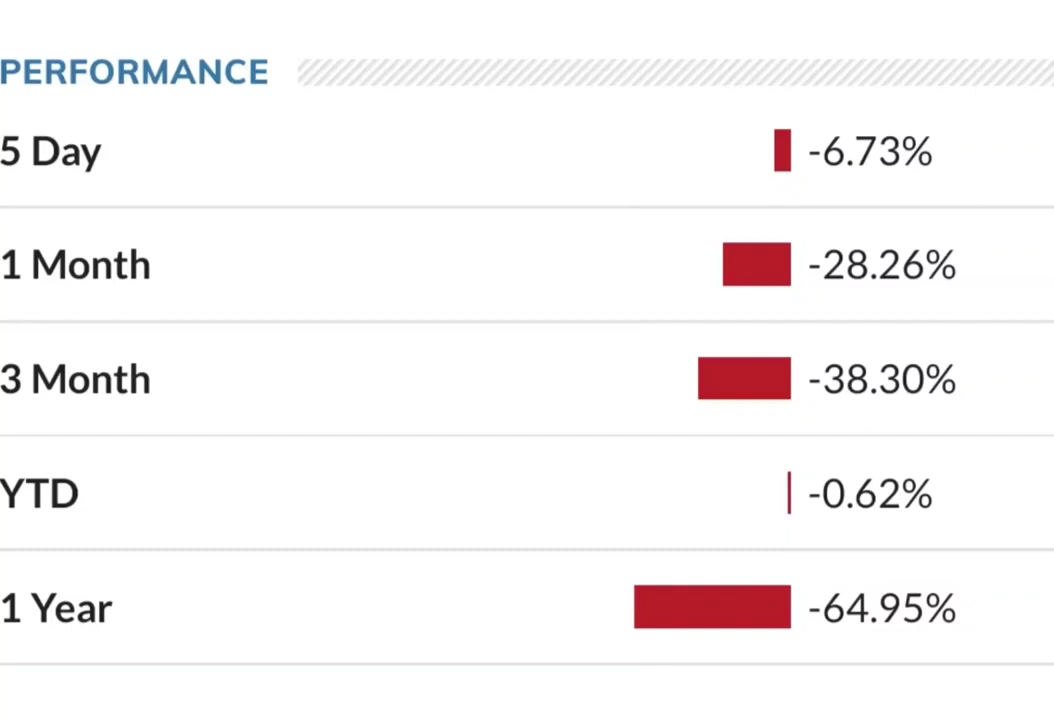 PERFORMANCE
5 Day -6.73%
1 Month -28.26%
3 Month -38.30%
YTD -0.62%
1 Year -64.95%